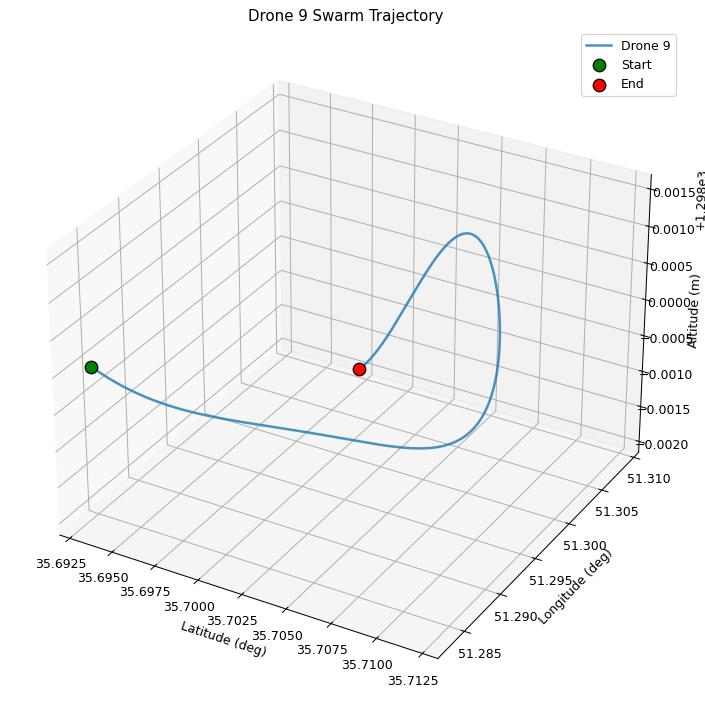 Drone 9 Swarm Trajectory
Drone 9
Start
End
+1.298e3
0.0015
0.0010
0.0005
0.0000
−0.0005
−0.0010
−0.0015
−0.0020
Altitude (m)
51.310
51.305
51.300
51.295
51.290
51.285
Longitude (deg)
35.6925
35.6950
35.6975
35.7000
35.7025
35.7050
35.7075
35.7100
35.7125
Latitude (deg)